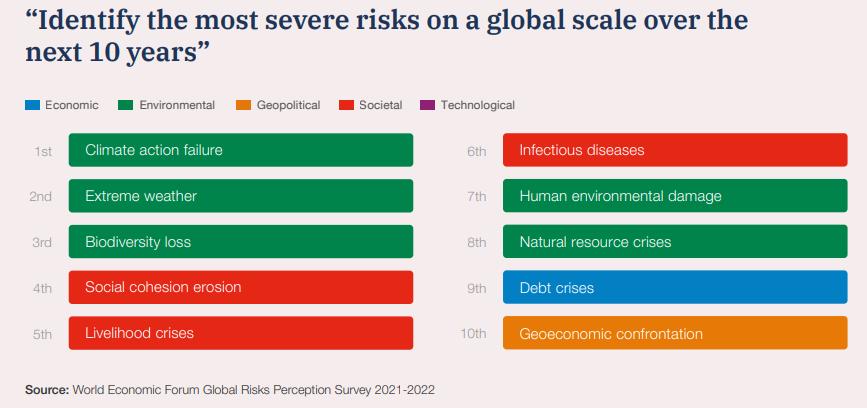 “Identify the most severe risks on a global scale over the
next 10 years”
Economic Environmental Geopolitical Societal Technological
1st Climate action failure
2nd Extreme weather
3rd Biodiversity loss
4th Social cohesion erosion
5th Livelihood crises
6th Infectious diseases
7th Human environmental damage
8th Natural resource crises
9th Debt crises
10th Geoeconomic confrontation
Source: World Economic Forum Global Risks Perception Survey 2021-2022